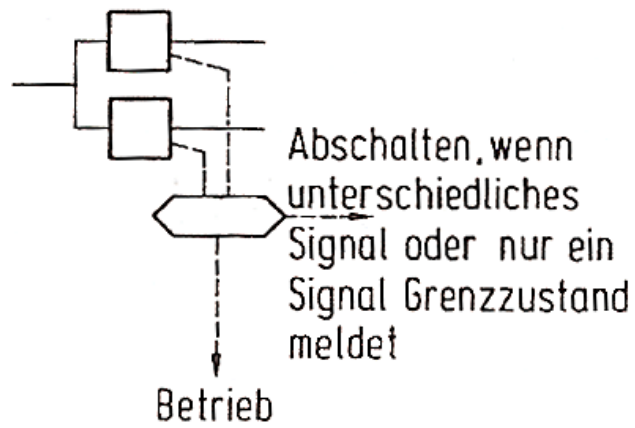 Abschalten, wenn
unterschiedliches
Signal oder nur ein
Signal Grenzzustand
meldet
Betrieb